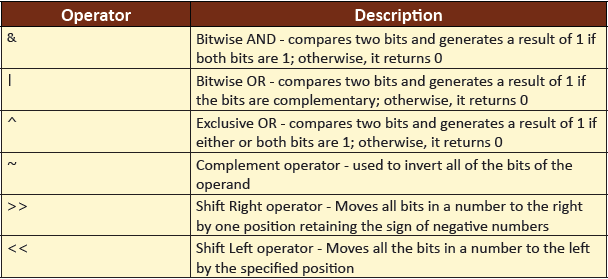 Operator Description
& Bitwise AND - compares two bits and generates a result of 1 if
both bits are 1; otherwise, it returns 0
| Bitwise OR - compares two bits and generates a result of 1 if
the bits are complementary; otherwise, it returns 0
^ Exclusive OR - compares two bits and generates a result of 1 if
either or both bits are 1; otherwise, it returns 0
~ Complement operator - used to invert all of the bits of the
operand
>> Shift Right operator - Moves all bits in a number to the right
by one position retaining the sign of negative numbers
<< Shift Left operator - Moves all the bits in a number to the left
by the specified position